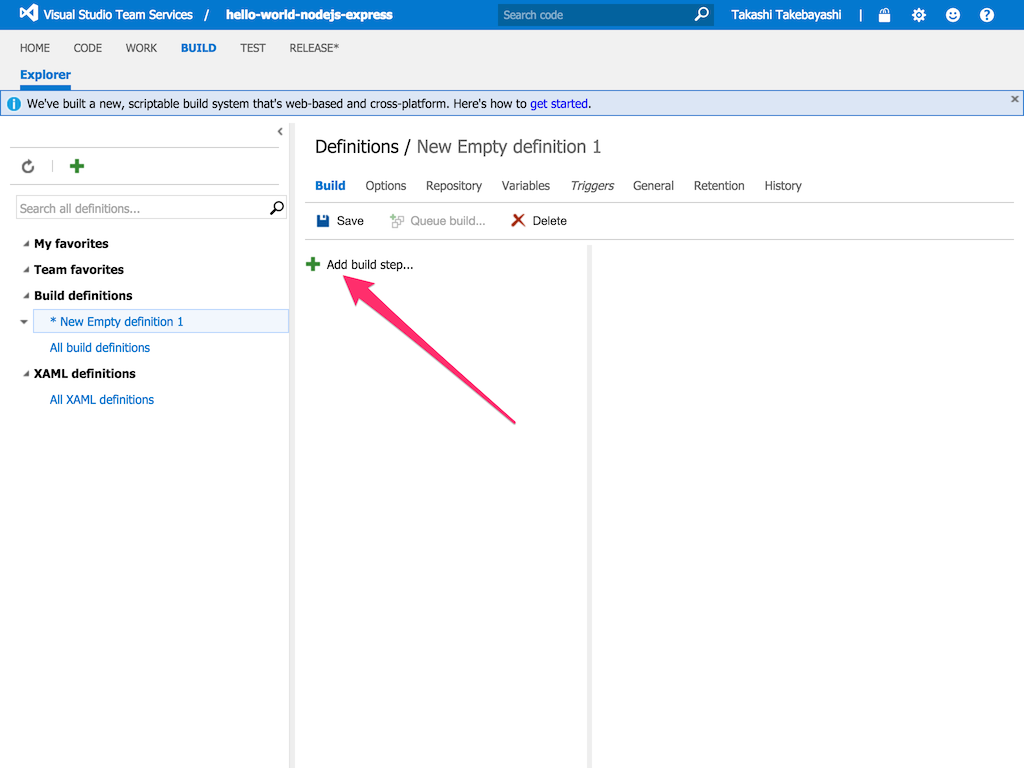 Visual Studio Team Services / hello-world-nodejs-express Search code Takashi Takebayashi |
HOME CODE WORK BUILD TEST RELEASE*
Explorer
We've built a new, scriptable build system that's web-based and cross-platform. Here's how to get started.
Definitions / New Empty definition 1
Build Options Repository Variables Triggers General Retention History
Search all definitions...
Save Queue build... Delete
My favorites
Team favorites
Build definitions
* New Empty definition 1
All build definitions
XAML definitions
All XAML definitions
Add build step...